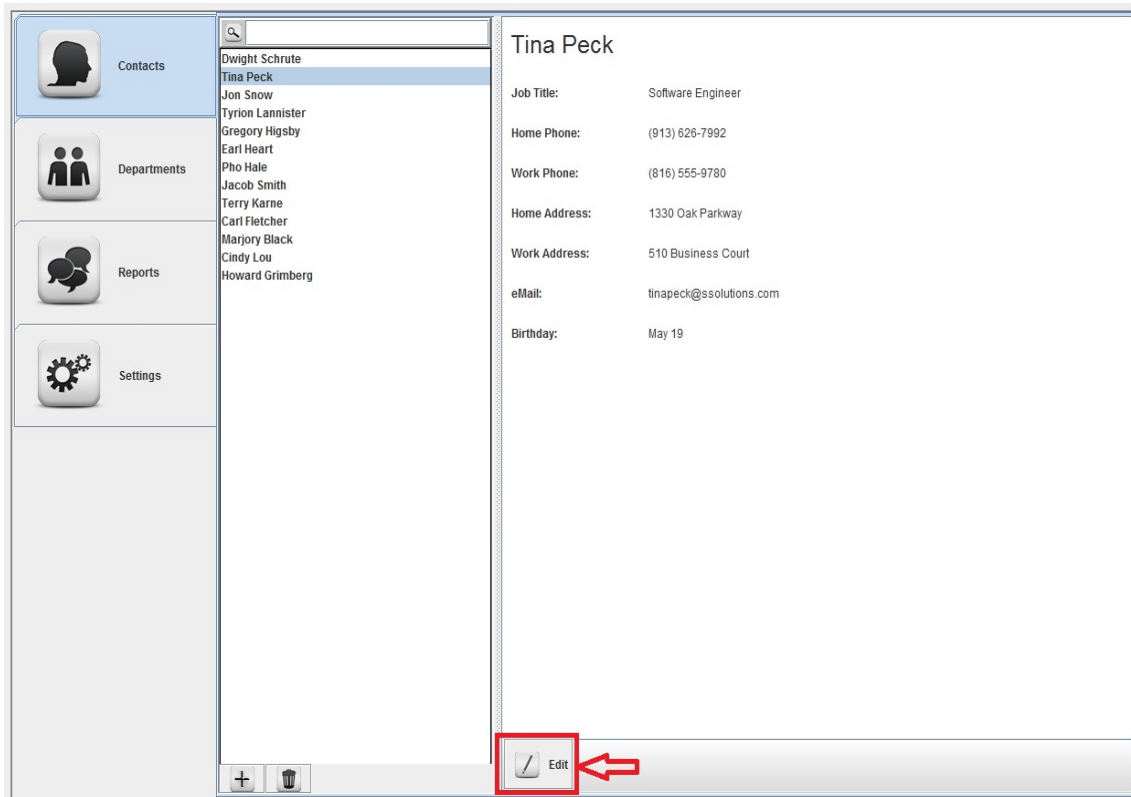 Contacts
Departments
Reports
Settings
Dwight Schrute
Tina Peck
Jon Snow
Tyrion Lannister
Gregory Higsby
Earl Heart
Pho Hale
Jacob Smith
Terry Karne
Carl Fletcher
Marjory Black
Cindy Lou
Howard Grimberg
Tina Peck
Job Title: Software Engineer
Home Phone: (913) 626-7992
Work Phone: (816) 555-9780
Home Address: 1330 Oak Parkway
Work Address: 510 Business Court
eMail: tinapeck@ssolutions.com
Birthday: May 19
Edit